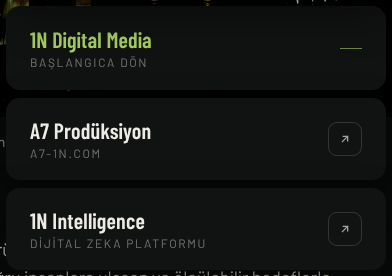 1N Digital Media
BAŞLANGICA DÖN
A7 Prodüksiyon
A7-1N.COM
1N Intelligence
DİJİTAL ZEKA PLATFORMU